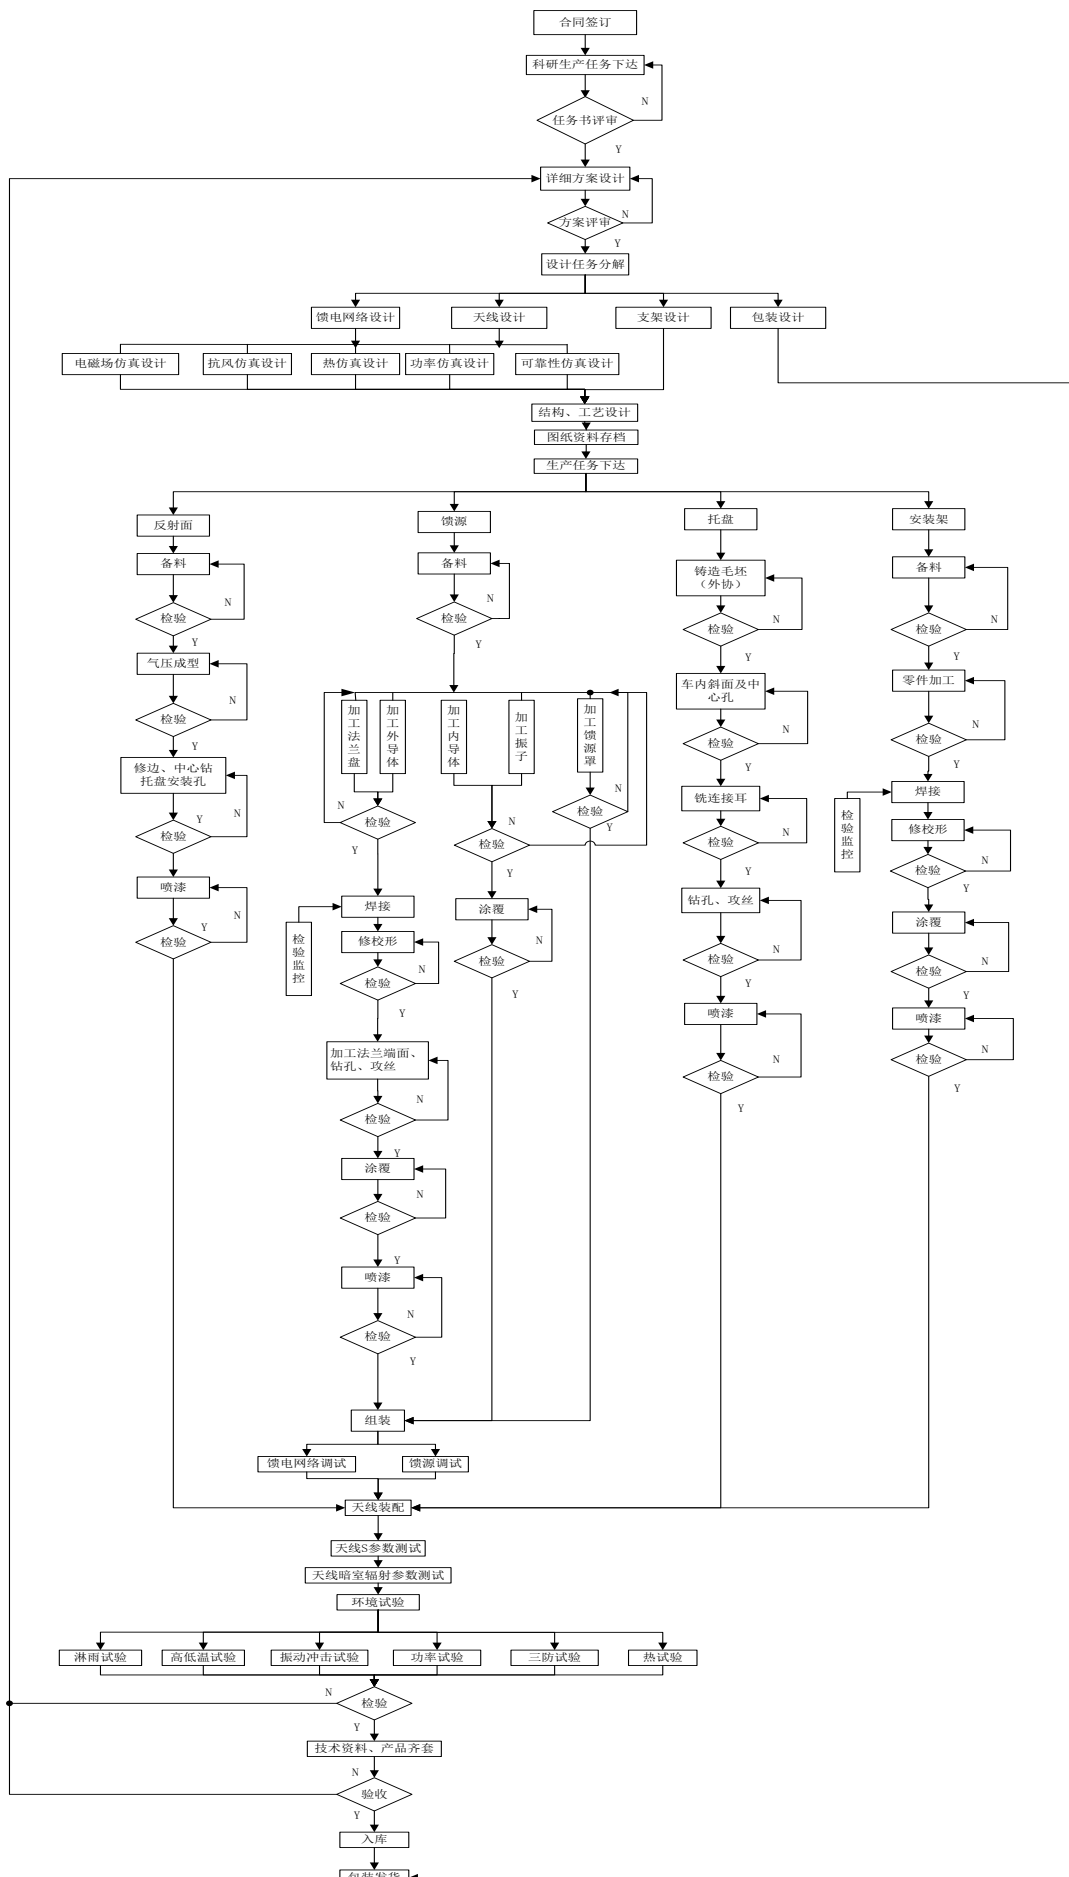 合同签订
科研生产任务下达
N
任务书评审
Y
详细方案设计
N
方案评审
Y
设计任务分解
馈电网络设计
天线设计
支架设计
包装设计
电磁场仿真设计
抗风仿真设计
热仿真设计
功率仿真设计
可靠性仿真设计
结构、工艺设计
图纸资料存档
生产任务下达
反射面
备料
N
检验
Y
气压成型
N
检验
Y
修边、中心钻
托盘安装孔
N
Y
检验
喷漆
N
Y
检验
馈源
备料
N
检验
Y
加工法兰盘
加工外导体
加工内导体
加工振子
加工馈源罩
N
检验
Y
N
检验
Y
检验
Y
焊接
检验监控
修校形
N
检验
Y
加工法兰端面、
钻孔、攻丝
N
检验
Y
涂覆
N
检验
Y
喷漆
N
检验
Y
涂覆
N
检验
Y
托盘
铸造毛坯
（外协）
N
检验
Y
车内斜面及中
心孔
N
检验
Y
铣连接耳
N
检验
Y
钻孔、攻丝
N
检验
Y
喷漆
N
检验
Y
安装架
备料
N
检验
Y
零件加工
N
检验
Y
焊接
检验监控
修校形
N
检验
Y
涂覆
N
检验
Y
喷漆
N
检验
Y
组装
馈电网络调试
馈源调试
天线装配
天线S参数测试
天线暗室辐射参数测试
环境试验
淋雨试验
高低温试验
振动冲击试验
功率试验
三防试验
热试验
N
检验
Y
技术资料、产品齐套
N
验收
Y
入库
包装发货